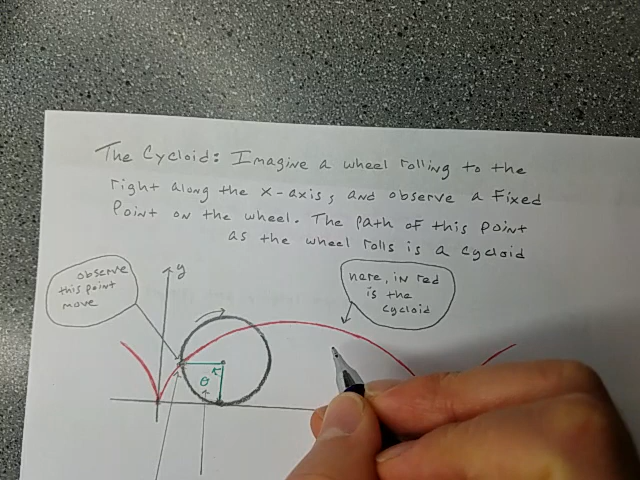 The Cycloid: Imagine a wheel rolling to the
right along the x-axis, and observe a fixed
point on the wheel. The path of this point
as the wheel rolls is a cycloid
observe
this point
move
y
here, in red
is the
cycloid
θ